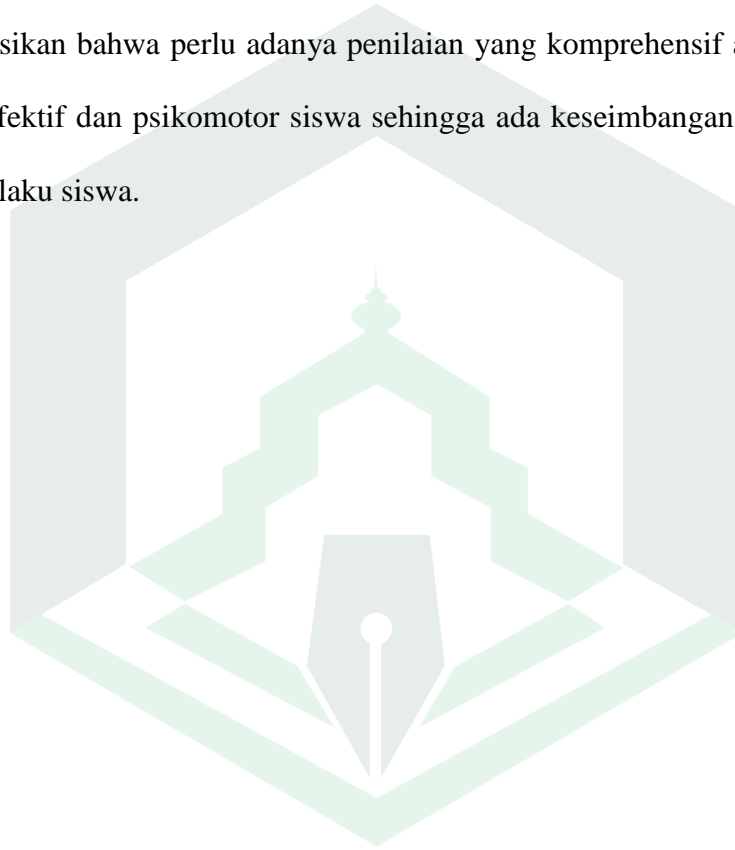 sikan bahwa perlu adanya penilaian yang komprehensif a
fektif dan psikomotor siswa sehingga ada keseimbangan
laku siswa.